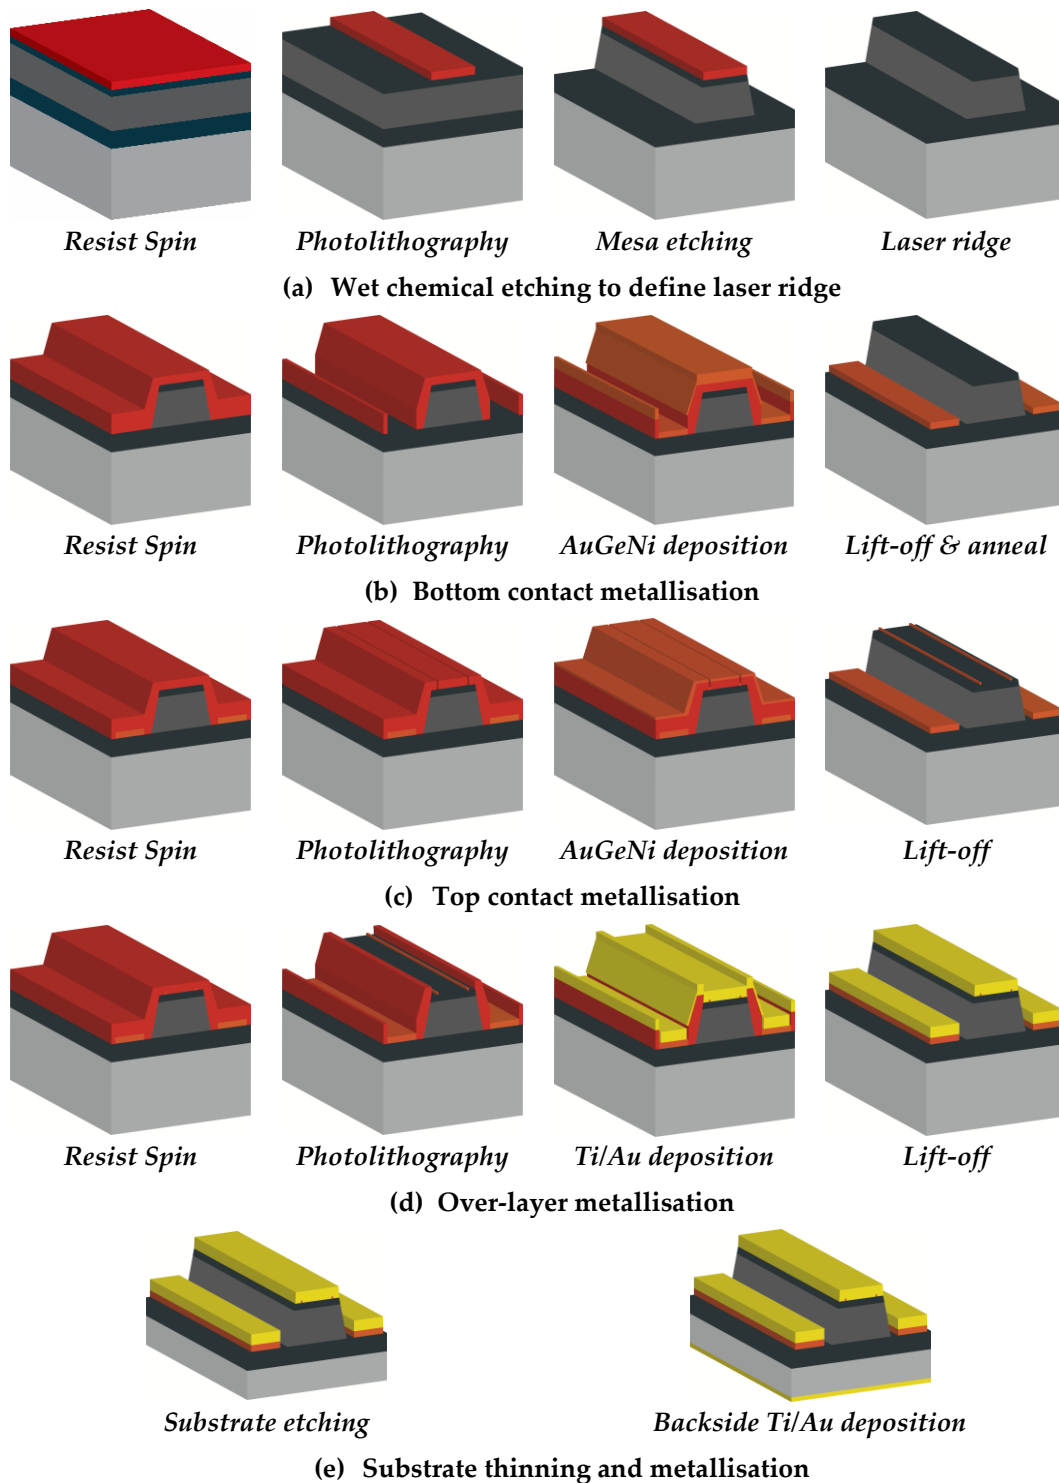 Resist Spin Photolithography Mesa etching Laser ridge
(a) Wet chemical etching to define laser ridge
Resist Spin Photolithography AuGeNi deposition Lift-off & anneal
(b) Bottom contact metallisation
Resist Spin Photolithography AuGeNi deposition Lift-off
(c) Top contact metallisation
Resist Spin Photolithography Ti/Au deposition Lift-off
(d) Over-layer metallisation
Substrate etching Backside Ti/Au deposition
(e) Substrate thinning and metallisation